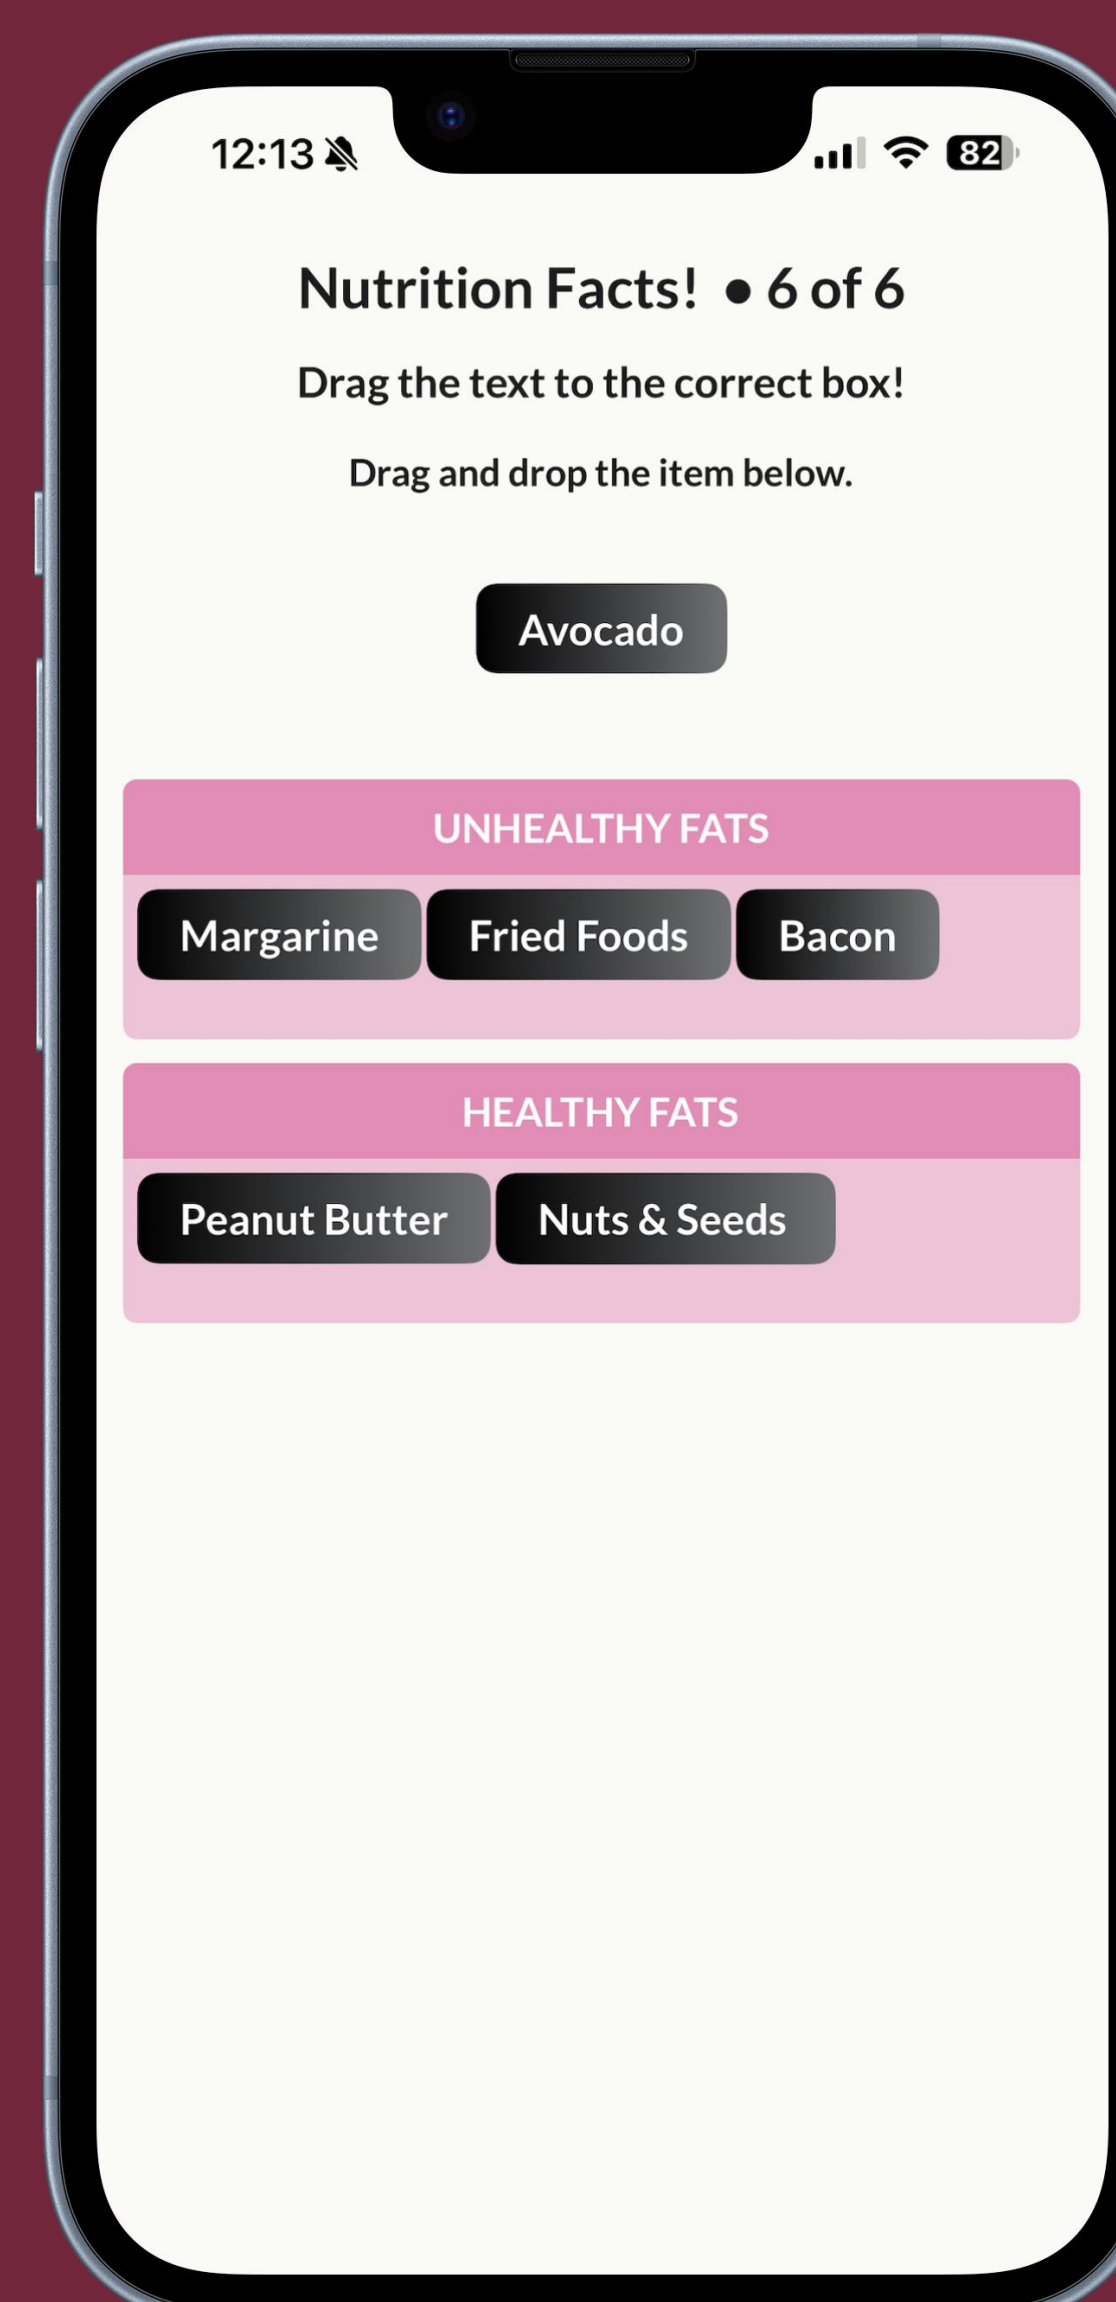 12:13
82
Nutrition Facts! • 6 of 6
Drag the text to the correct box!
Drag and drop the item below.
Avocado
UNHEALTHY FATS
Margarine Fried Foods Bacon
HEALTHY FATS
Peanut Butter Nuts & Seeds